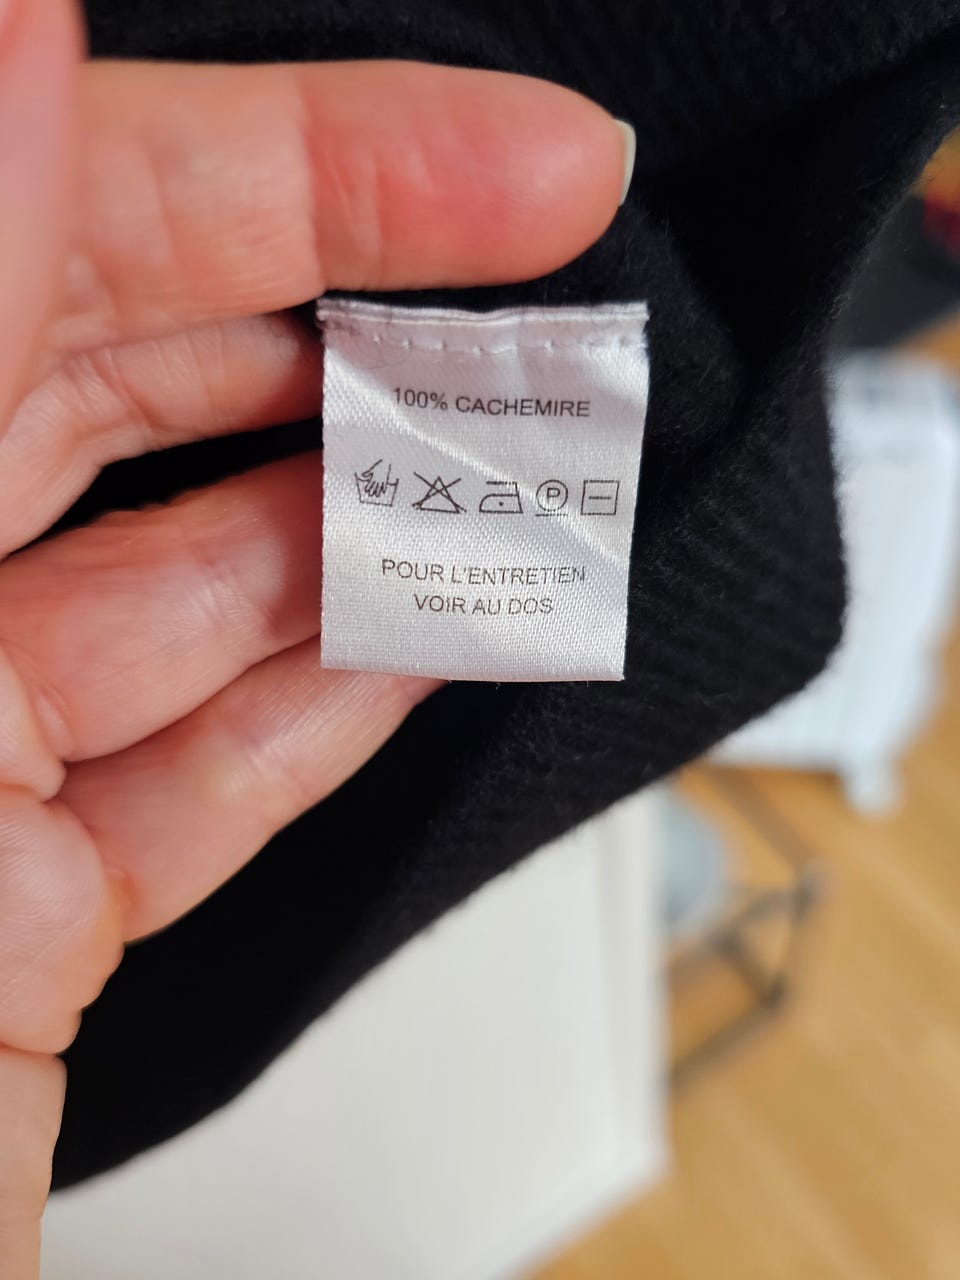 100% CACHEMIRE
P
POUR L'ENTRETIEN
VOIR AU DOS